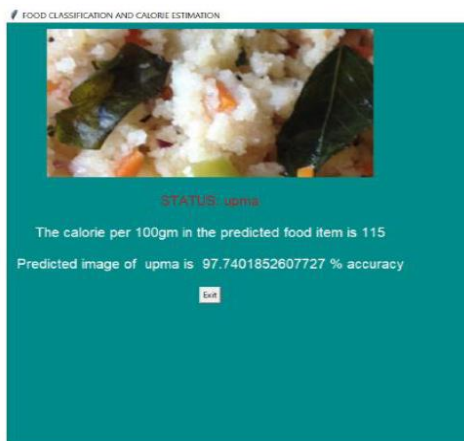 FOOD CLASSIFICATION AND CALORIE ESTIMATION
STATUS: upma
The calorie per 100gm in the predicted food item is 115
Predicted image of upma is 97.7401852607727 % accuracy
Exit